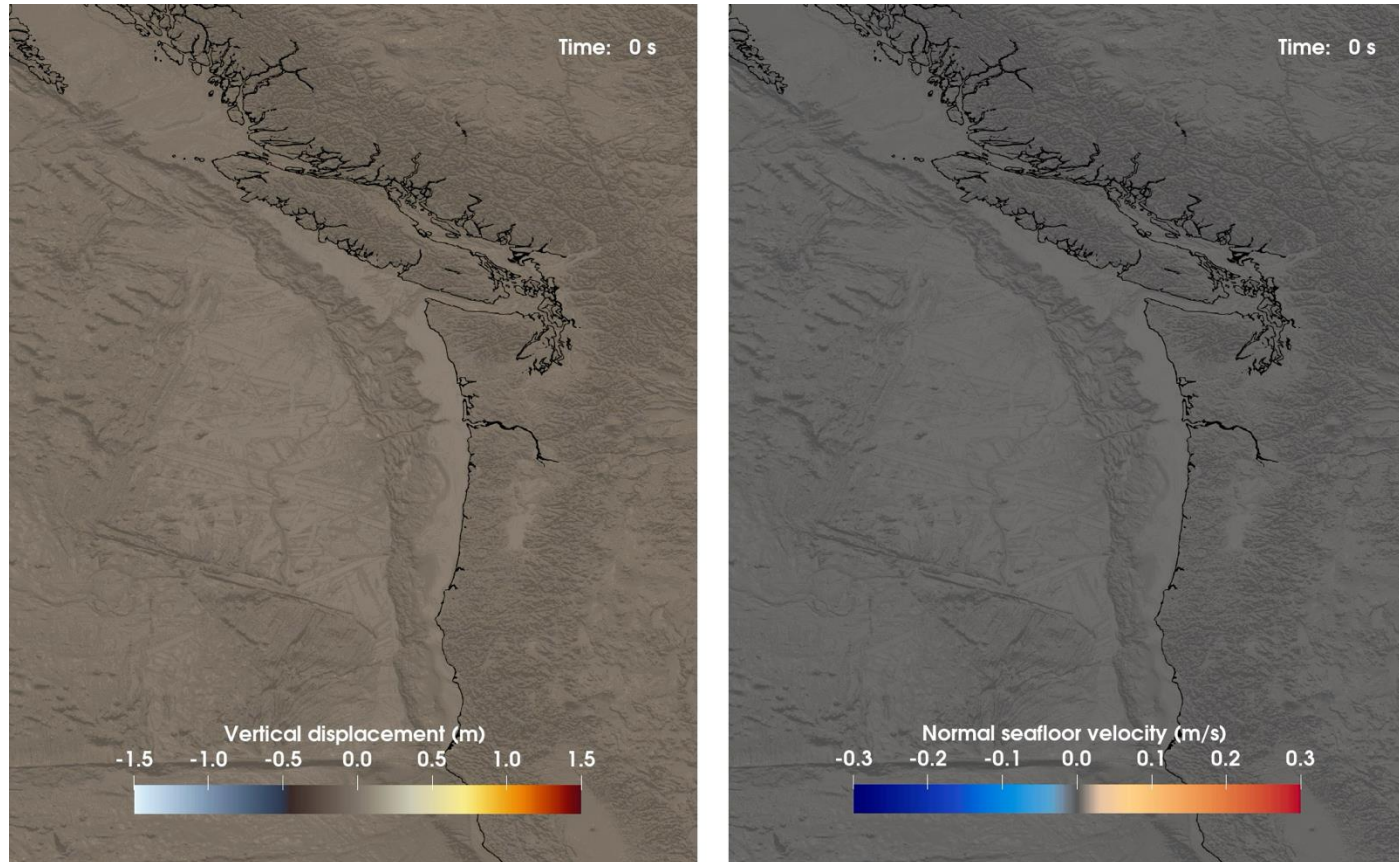 Time: 0 s
Vertical displacement (m)
-1.5 -1.0 -0.5 0.0 0.5 1.0 1.5
Time: 0 s
Normal seafloor velocity (m/s)
-0.3 -0.2 -0.1 0.0 0.1 0.2 0.3